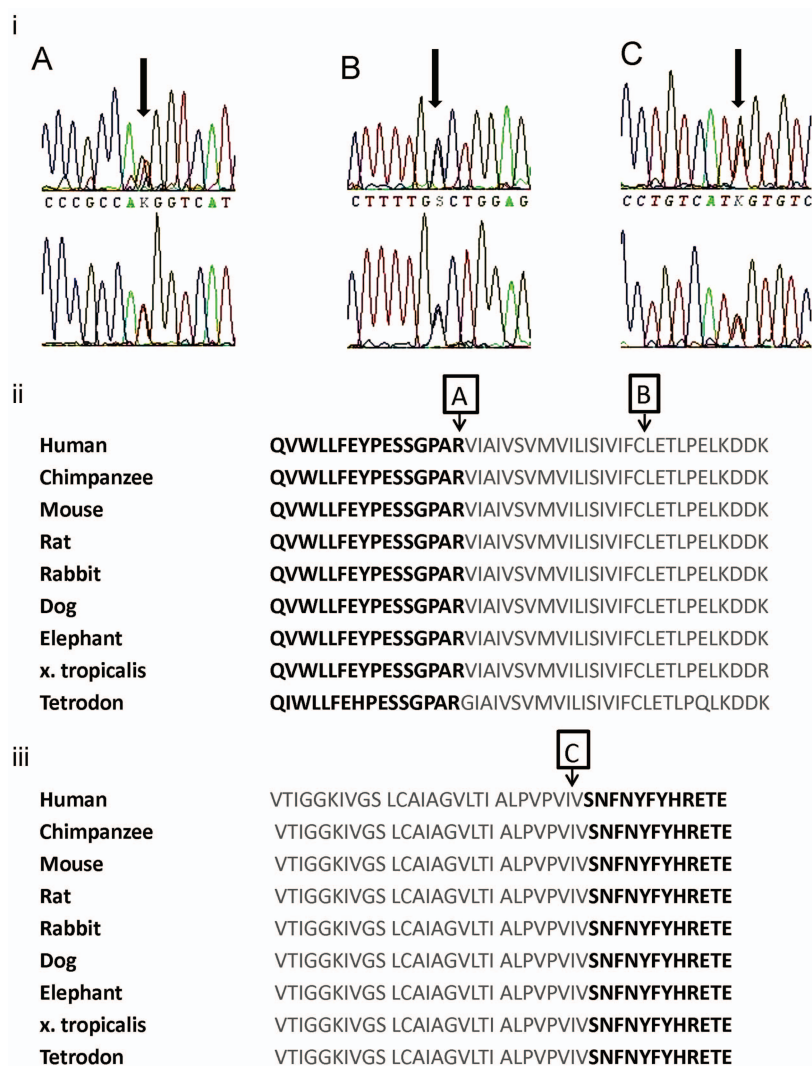 i
A B C
CCCGCCAKGGTCAT CTTTTGSCTGGAG CCTGTCATKGTGTC
ii
A B
Human QVWLLFEYPESSGPARVIAIVSVMVILISIVIFCLETLPELKDDK
Chimpanzee QVWLLFEYPESSGPARVIAIVSVMVILISIVIFCLETLPELKDDK
Mouse QVWLLFEYPESSGPARVIAIVSVMVILISIVIFCLETLPELKDDK
Rat QVWLLFEYPESSGPARVIAIVSVMVILISIVIFCLETLPELKDDK
Rabbit QVWLLFEYPESSGPARVIAIVSVMVILISIVIFCLETLPELKDDK
Dog QVWLLFEYPESSGPARVIAIVSVMVILISIVIFCLETLPELKDDK
Elephant QVWLLFEYPESSGPARVIAIVSVMVILISIVIFCLETLPELKDDK
x. tropicalis QVWLLFEYPESSGPARVIAIVSVMVILISIVIFCLETLPELKDDR
Tetrodon QIWLLFEHPESSGPARGIAIVSVMVILISIVIFCLETLPQLKDDK
iii
C
Human VTIGGKIVGS LCAIAGVLTI ALPVPVIVSNFNYFYHRETE
Chimpanzee VTIGGKIVGS LCAIAGVLTI ALPVPVIVSNFNYFYHRETE
Mouse VTIGGKIVGS LCAIAGVLTI ALPVPVIVSNFNYFYHRETE
Rat VTIGGKIVGS LCAIAGVLTI ALPVPVIVSNFNYFYHRETE
Rabbit VTIGGKIVGS LCAIAGVLTI ALPVPVIVSNFNYFYHRETE
Dog VTIGGKIVGS LCAIAGVLTI ALPVPVIVSNFNYFYHRETE
Elephant VTIGGKIVGS LCAIAGVLTI ALPVPVIVSNFNYFYHRETE
x. tropicalis VTIGGKIVGS LCAIAGVLTI ALPVPVIVSNFNYFYHRETE
Tetrodon VTIGGKIVGS LCAIAGVLTI ALPVPVIVSNFNYFYHRETE